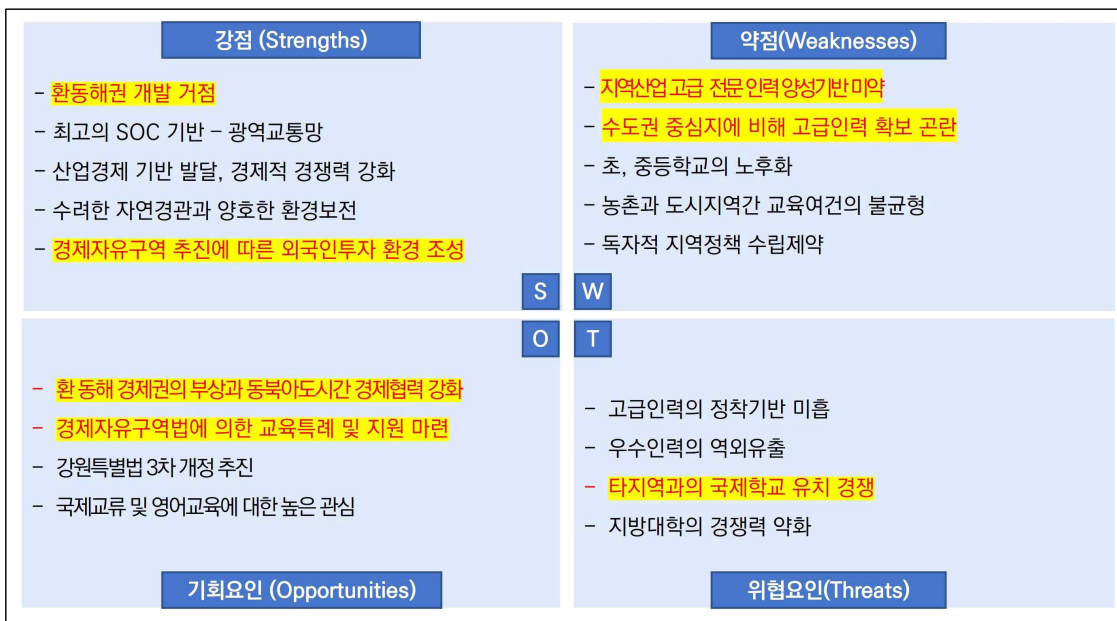 강점 (Strengths)
- 환동해권 개발 거점
- 최고의 SOC 기반 – 광역교통망
- 산업경제 기반 발달, 경제적 경쟁력 강화
- 수려한 자연경관과 양호한 환경보전
- 경제자유구역 추진에 따른 외국인투자 환경 조성
S
약점(Weaknesses)
- 지역산업 고급 전문 인력 양성기반 미약
- 수도권 중심지에 비해 고급인력 확보 곤란
- 초, 중등학교의 노후화
- 농촌과 도시지역간 교육여건의 불균형
- 독자적 지역정책 수립제약
W
O
- 환 동해 경제권의 부상과 동북아도시간 경제협력 강화
- 경제자유구역법에 의한 교육특례 및 지원 마련
- 강원특별법 3차 개정 추진
- 국제교류 및 영어교육에 대한 높은 관심
기회요인 (Opportunities)
T
- 고급인력의 정착기반 미흡
- 우수인력의 역외유출
- 타지역과의 국제학교 유치 경쟁
- 지방대학의 경쟁력 약화
위협요인(Threats)